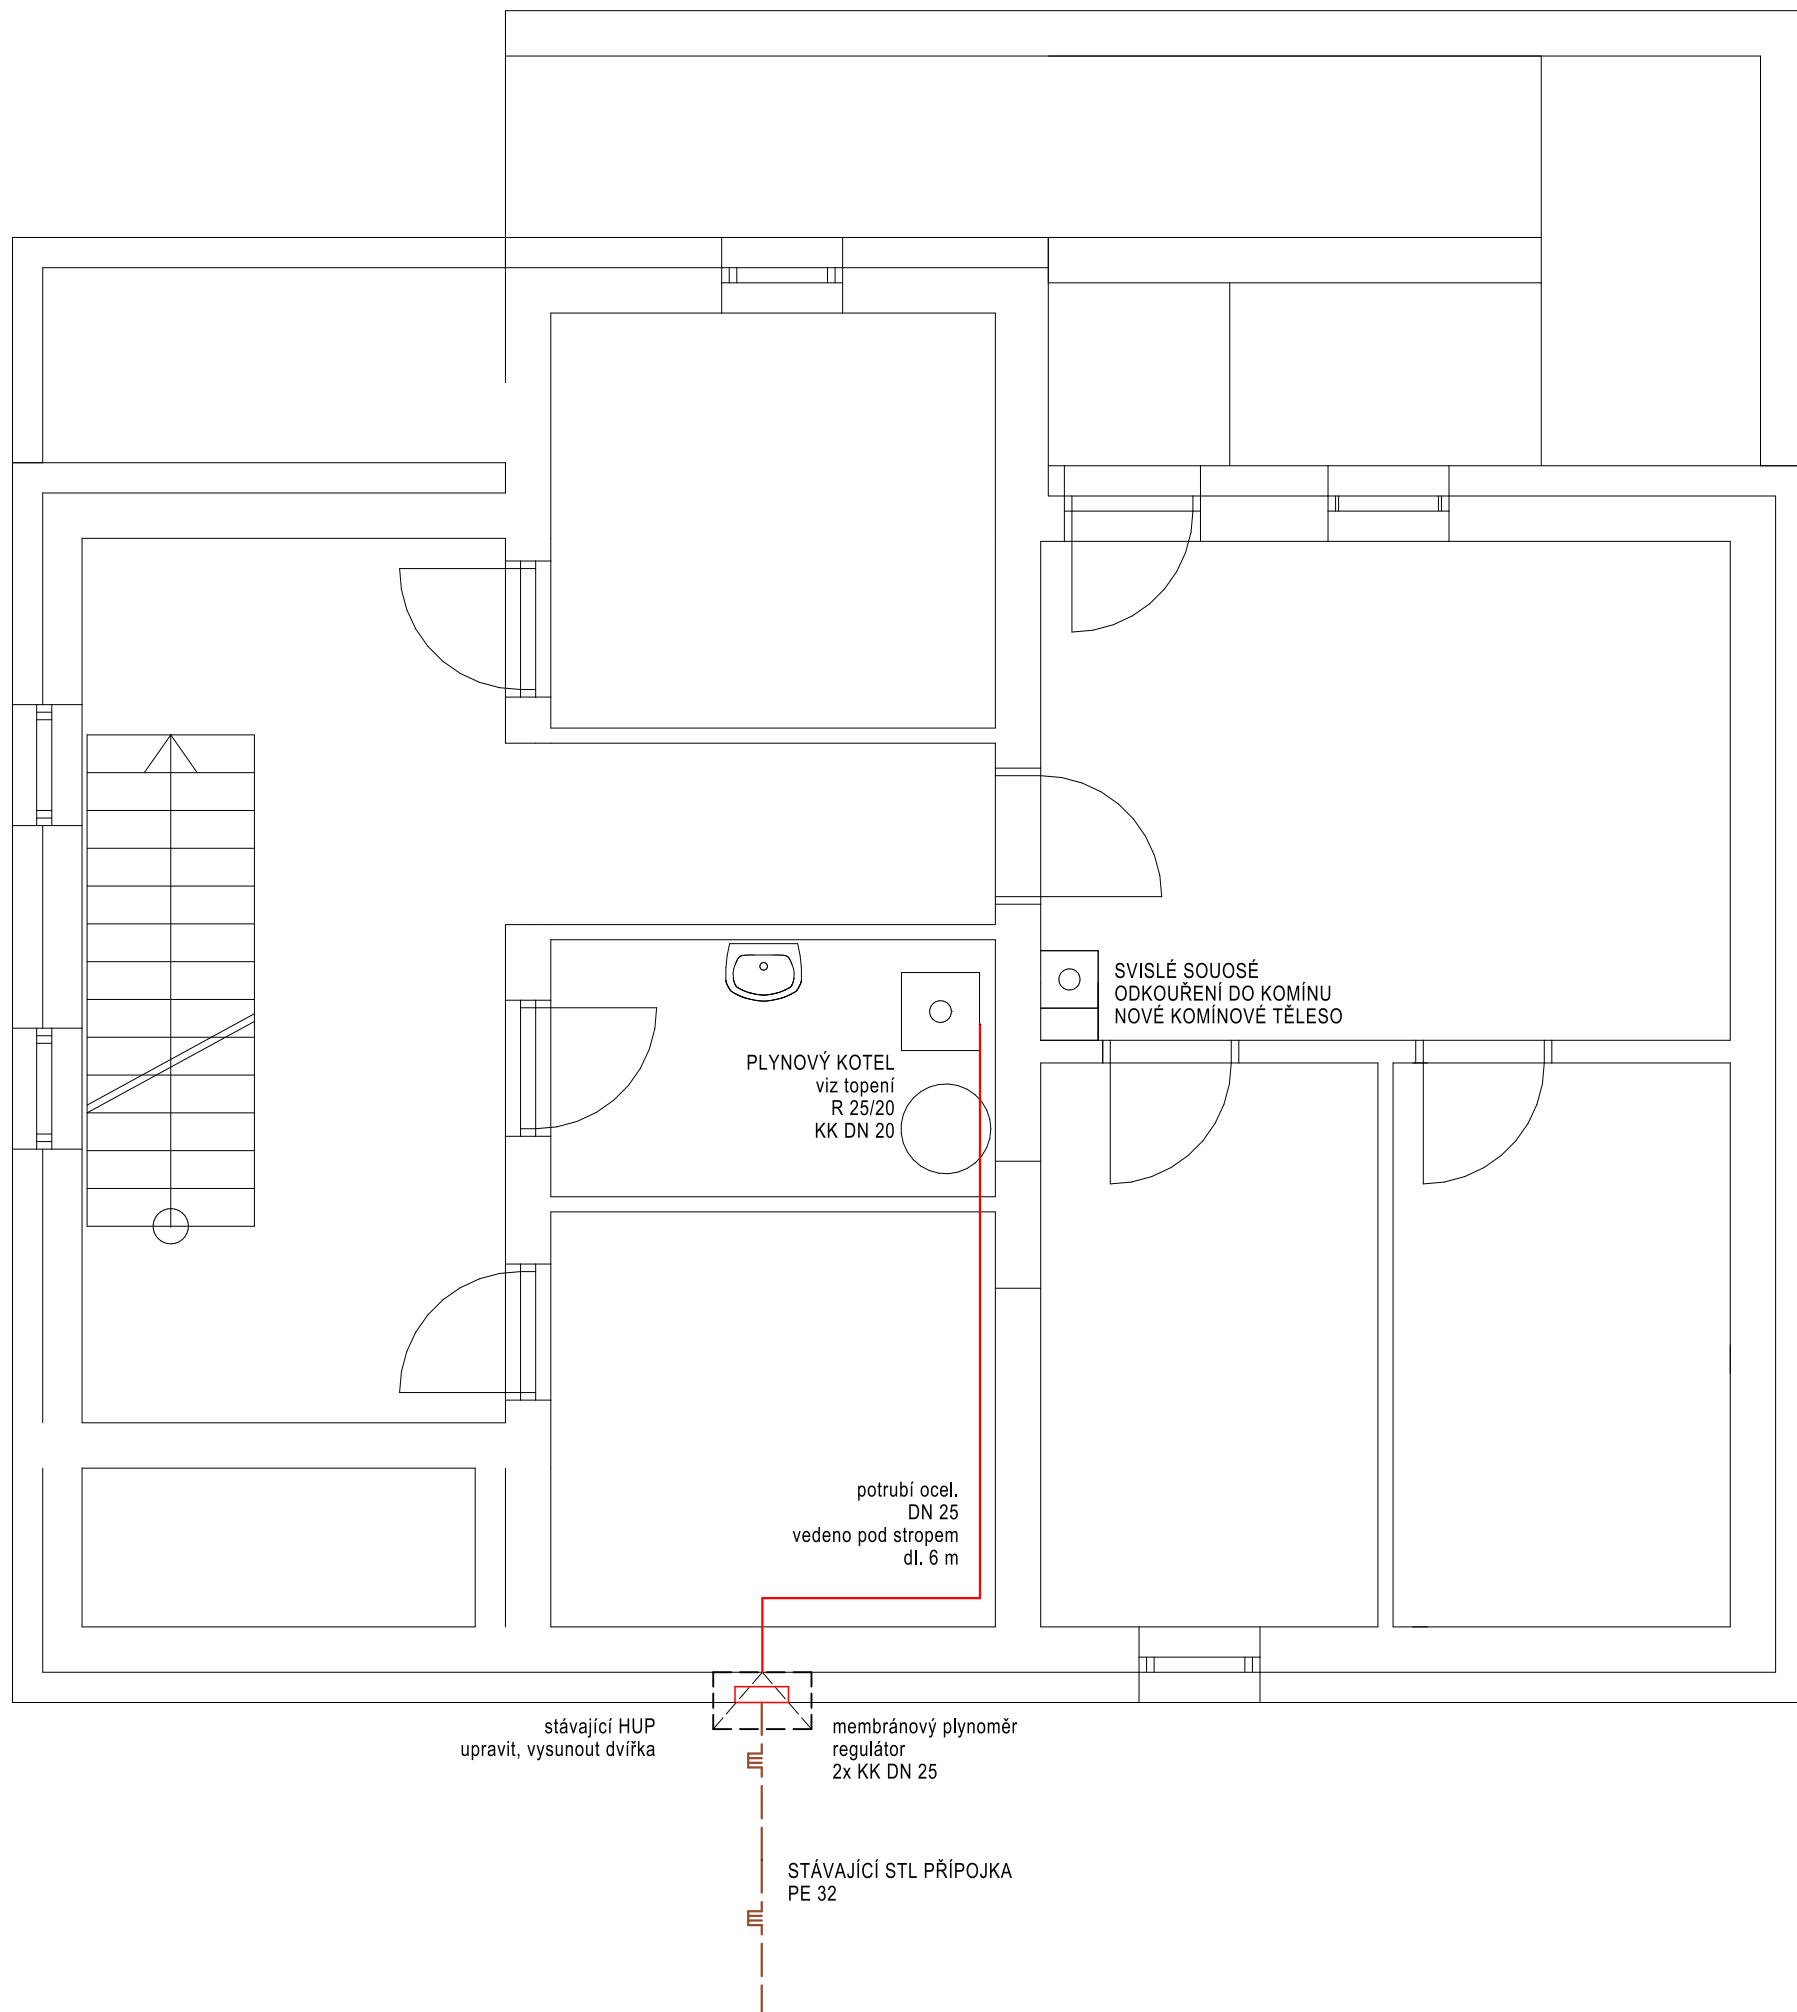 SVISLÉ SOUOSÉ
ODKOUŘENÍ DO KOMÍNU
NOVÉ KOMÍNOVÉ TĚLESO
PLYNOVÝ KOTEL
viz topení
R 25/20
KK DN 20
potrubí ocel.
DN 25
vedeno pod stropem
dl. 6 m
stávající HUP
upravit, vysunout dvířka
membránový plynoměr
regulátor
2x KK DN 25
STÁVAJÍCÍ STL PŘÍPOJKA
PE 32